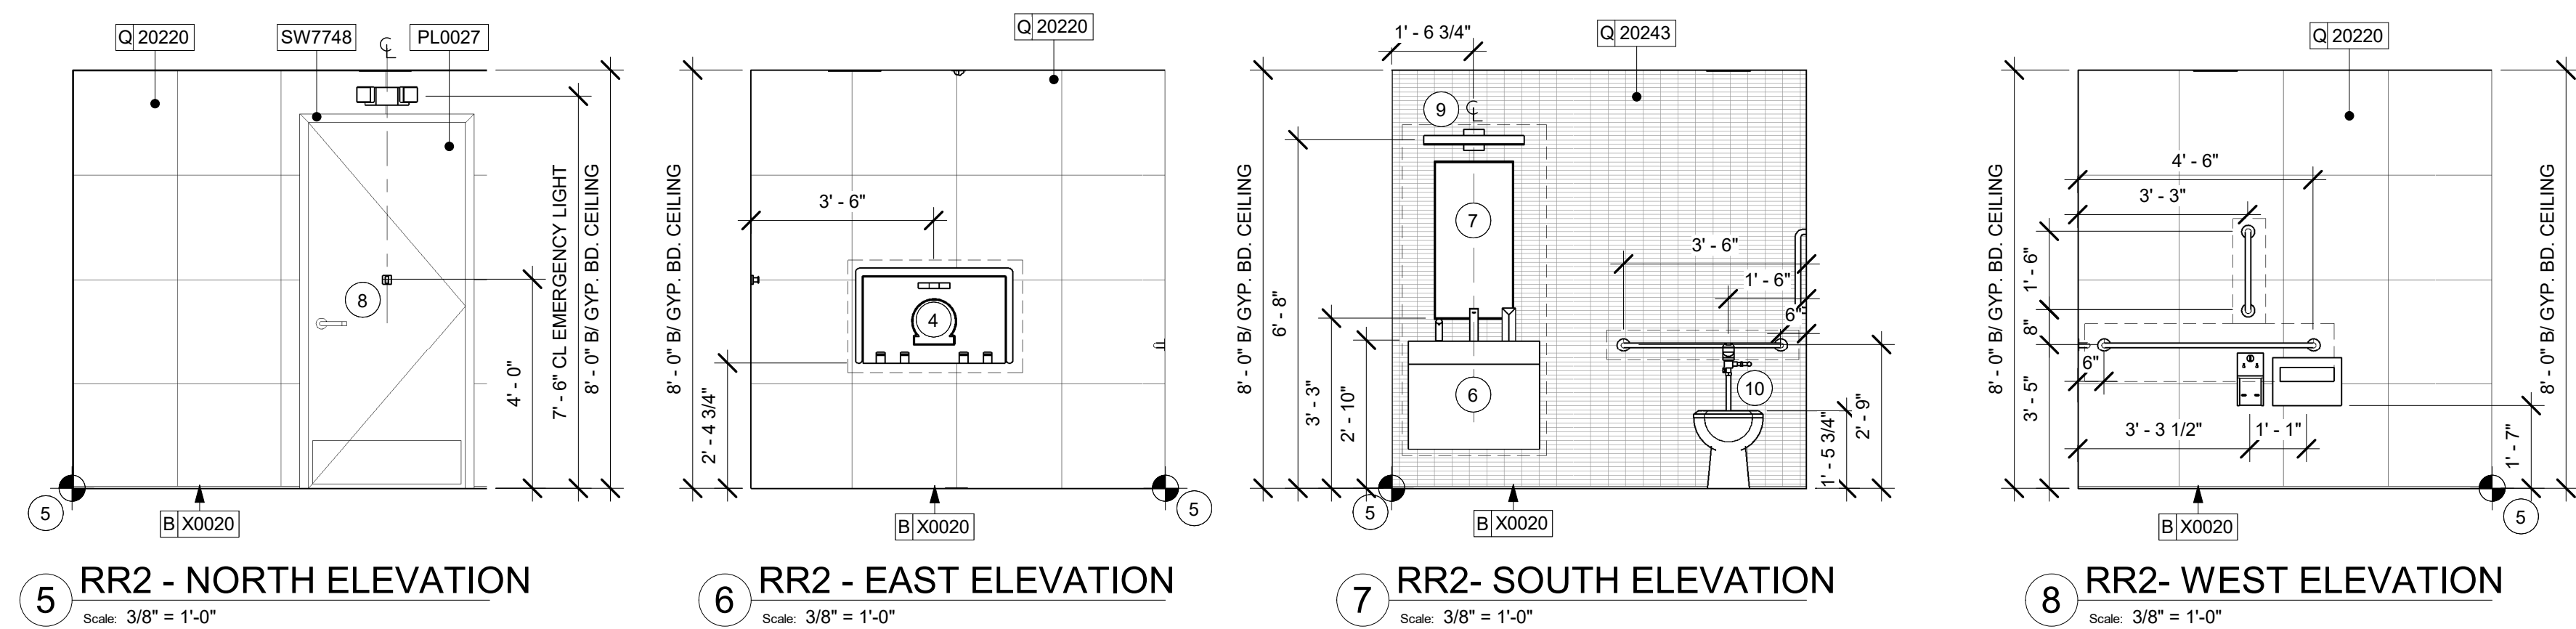 Q 20220
SW7748
PL0027
8
4' - 0"
7' - 6" CL EMERGENCY LIGHT
8' - 0" B/ GYP. BD. CEILING
5
B X0020
5 RR2 - NORTH ELEVATION
Scale: 3/8" = 1'-0"
Q 20220
8' - 0" B/ GYP. BD. CEILING
3' - 6"
4
2' - 4 3/4"
5
B X0020
6 RR2 - EAST ELEVATION
Scale: 3/8" = 1'-0"
1' - 6 3/4"
Q 20243
9
8' - 0" B/ GYP. BD. CEILING
6' - 8"
7
3' - 6"
1' - 6"
6"
3' - 3"
2' - 10"
6
10
1' - 5 3/4"
2' - 9"
5
B X0020
7 RR2- SOUTH ELEVATION
Scale: 3/8" = 1'-0"
Q 20220
8' - 0" B/ GYP. BD. CEILING
4' - 6"
3' - 3"
1' - 6"
8"
6"
3' - 5"
3' - 3 1/2"
1' - 1"
1' - 7"
8' - 0" B/ GYP. BD. CEILING
5
B X0020
8 RR2- WEST ELEVATION
Scale: 3/8" = 1'-0"